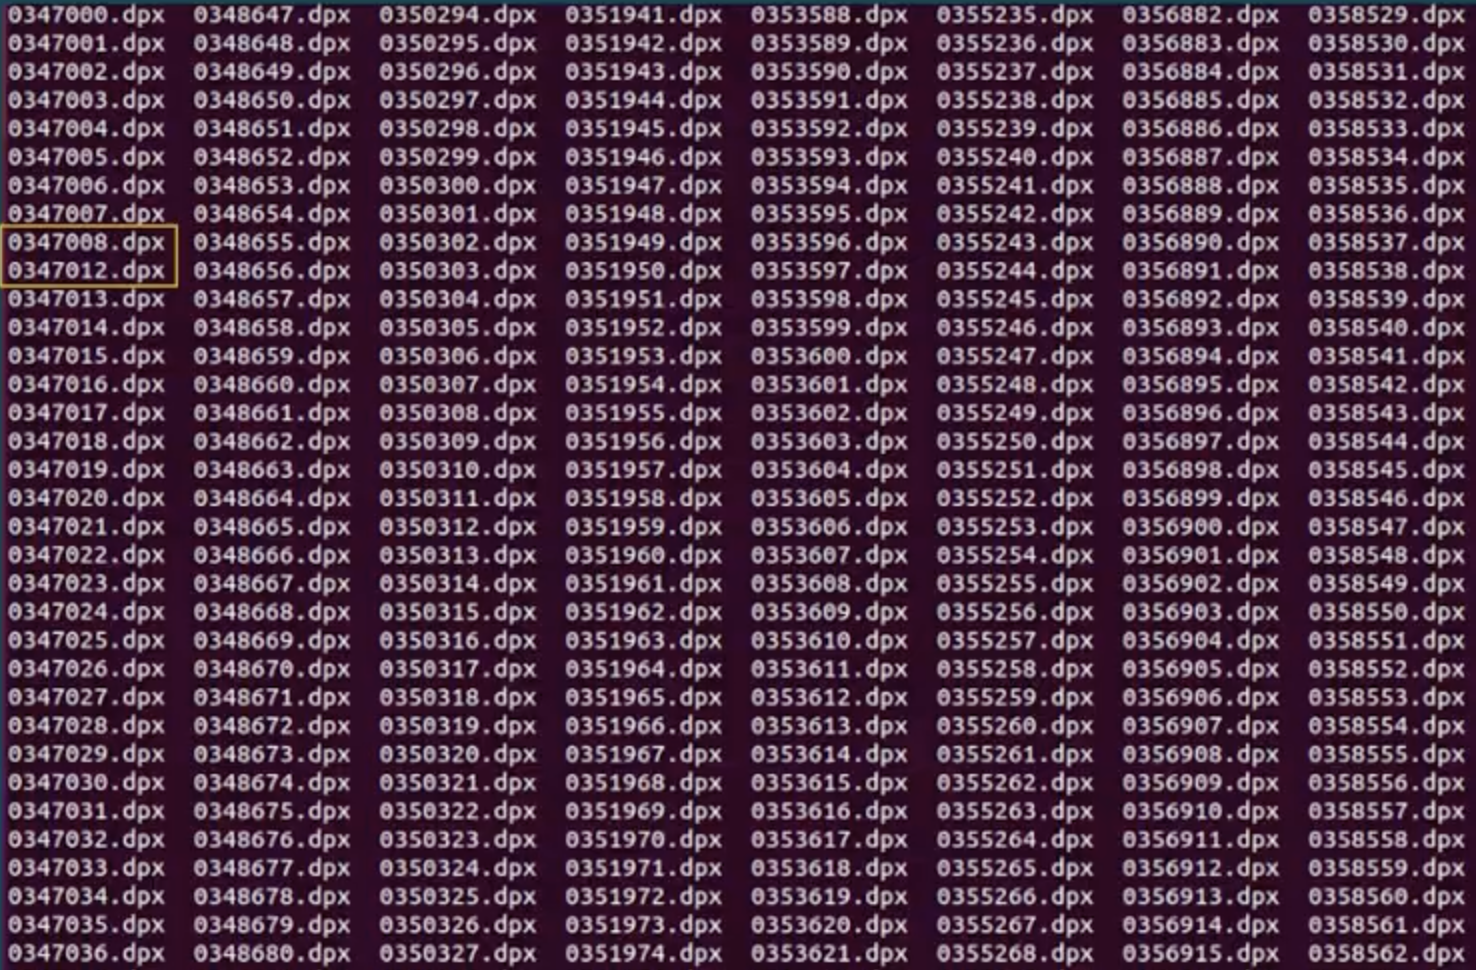 0347000.dpx 0348647.dpx 0350294.dpx 0351941.dpx 0353588.dpx 0355235.dpx 0356882.dpx 0358529.dpx
0347001.dpx 0348648.dpx 0350295.dpx 0351942.dpx 0353589.dpx 0355236.dpx 0356883.dpx 0358530.dpx
0347002.dpx 0348649.dpx 0350296.dpx 0351943.dpx 0353590.dpx 0355237.dpx 0356884.dpx 0358531.dpx
0347003.dpx 0348650.dpx 0350297.dpx 0351944.dpx 0353591.dpx 0355238.dpx 0356885.dpx 0358532.dpx
0347004.dpx 0348651.dpx 0350298.dpx 0351945.dpx 0353592.dpx 0355239.dpx 0356886.dpx 0358533.dpx
0347005.dpx 0348652.dpx 0350299.dpx 0351946.dpx 0353593.dpx 0355240.dpx 0356887.dpx 0358534.dpx
0347006.dpx 0348653.dpx 0350300.dpx 0351947.dpx 0353594.dpx 0355241.dpx 0356888.dpx 0358535.dpx
0347007.dpx 0348654.dpx 0350301.dpx 0351948.dpx 0353595.dpx 0355242.dpx 0356889.dpx 0358536.dpx
0347008.dpx 0348655.dpx 0350302.dpx 0351949.dpx 0353596.dpx 0355243.dpx 0356890.dpx 0358537.dpx
0347012.dpx 0348656.dpx 0350303.dpx 0351950.dpx 0353597.dpx 0355244.dpx 0356891.dpx 0358538.dpx
0347013.dpx 0348657.dpx 0350304.dpx 0351951.dpx 0353598.dpx 0355245.dpx 0356892.dpx 0358539.dpx
0347014.dpx 0348658.dpx 0350305.dpx 0351952.dpx 0353599.dpx 0355246.dpx 0356893.dpx 0358540.dpx
0347015.dpx 0348659.dpx 0350306.dpx 0351953.dpx 0353600.dpx 0355247.dpx 0356894.dpx 0358541.dpx
0347016.dpx 0348660.dpx 0350307.dpx 0351954.dpx 0353601.dpx 0355248.dpx 0356895.dpx 0358542.dpx
0347017.dpx 0348661.dpx 0350308.dpx 0351955.dpx 0353602.dpx 0355249.dpx 0356896.dpx 0358543.dpx
0347018.dpx 0348662.dpx 0350309.dpx 0351956.dpx 0353603.dpx 0355250.dpx 0356897.dpx 0358544.dpx
0347019.dpx 0348663.dpx 0350310.dpx 0351957.dpx 0353604.dpx 0355251.dpx 0356898.dpx 0358545.dpx
0347020.dpx 0348664.dpx 0350311.dpx 0351958.dpx 0353605.dpx 0355252.dpx 0356899.dpx 0358546.dpx
0347021.dpx 0348665.dpx 0350312.dpx 0351959.dpx 0353606.dpx 0355253.dpx 0356900.dpx 0358547.dpx
0347022.dpx 0348666.dpx 0350313.dpx 0351960.dpx 0353607.dpx 0355254.dpx 0356901.dpx 0358548.dpx
0347023.dpx 0348667.dpx 0350314.dpx 0351961.dpx 0353608.dpx 0355255.dpx 0356902.dpx 0358549.dpx
0347024.dpx 0348668.dpx 0350315.dpx 0351962.dpx 0353609.dpx 0355256.dpx 0356903.dpx 0358550.dpx
0347025.dpx 0348669.dpx 0350316.dpx 0351963.dpx 0353610.dpx 0355257.dpx 0356904.dpx 0358551.dpx
0347026.dpx 0348670.dpx 0350317.dpx 0351964.dpx 0353611.dpx 0355258.dpx 0356905.dpx 0358552.dpx
0347027.dpx 0348671.dpx 0350318.dpx 0351965.dpx 0353612.dpx 0355259.dpx 0356906.dpx 0358553.dpx
0347028.dpx 0348672.dpx 0350319.dpx 0351966.dpx 0353613.dpx 0355260.dpx 0356907.dpx 0358554.dpx
0347029.dpx 0348673.dpx 0350320.dpx 0351967.dpx 0353614.dpx 0355261.dpx 0356908.dpx 0358555.dpx
0347030.dpx 0348674.dpx 0350321.dpx 0351968.dpx 0353615.dpx 0355262.dpx 0356909.dpx 0358556.dpx
0347031.dpx 0348675.dpx 0350322.dpx 0351969.dpx 0353616.dpx 0355263.dpx 0356910.dpx 0358557.dpx
0347032.dpx 0348676.dpx 0350323.dpx 0351970.dpx 0353617.dpx 0355264.dpx 0356911.dpx 0358558.dpx
0347033.dpx 0348677.dpx 0350324.dpx 0351971.dpx 0353618.dpx 0355265.dpx 0356912.dpx 0358559.dpx
0347034.dpx 0348678.dpx 0350325.dpx 0351972.dpx 0353619.dpx 0355266.dpx 0356913.dpx 0358560.dpx
0347035.dpx 0348679.dpx 0350326.dpx 0351973.dpx 0353620.dpx 0355267.dpx 0356914.dpx 0358561.dpx
0347036.dpx 0348680.dpx 0350327.dpx 0351974.dpx 0353621.dpx 0355268.dpx 0356915.dpx 0358562.dpx